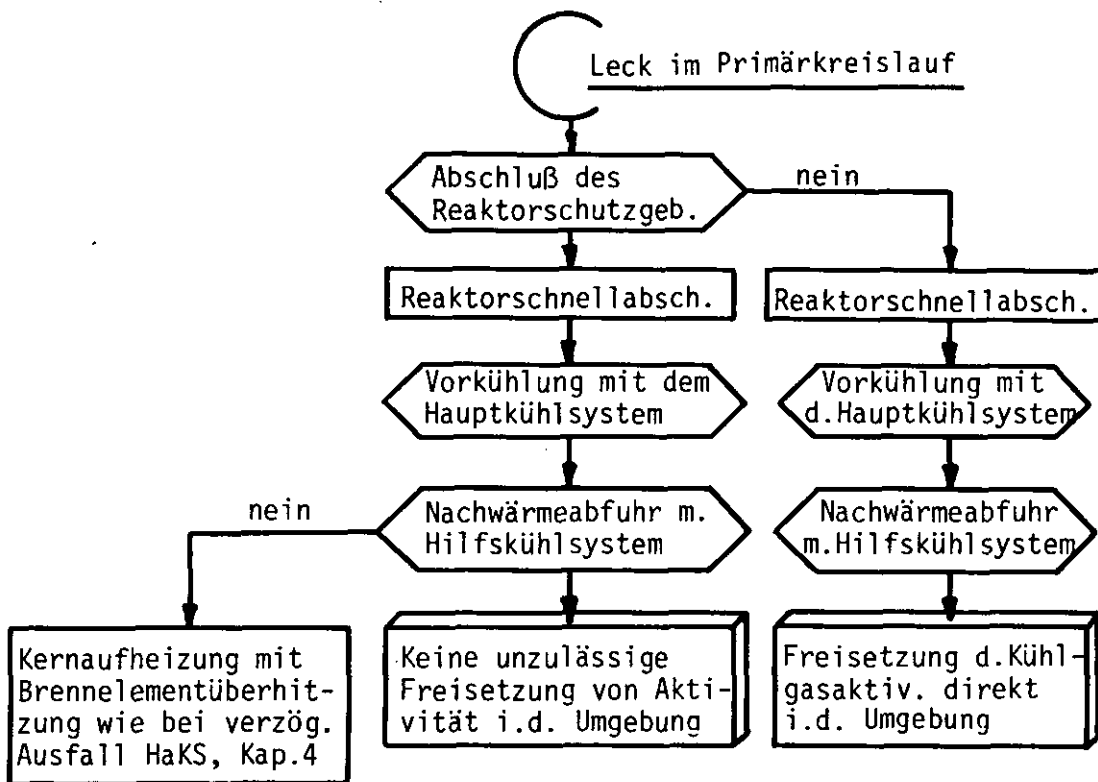 Leck im Primärkreislauf
Abschluß des
Reaktorschutzgeb.
nein
Reaktorschnellabsch.
Reaktorschnellabsch.
Vorkühlung mit dem
Hauptkühlsystem
Vorkühlung mit
d.Hauptkühlsystem
nein
Nachwärmeabfuhr m.
Hilfskühlsystem
Nachwärmeabfuhr
m.Hilfskühlsystem
Kernaufheizung mit
Brennelementüberhit-
zung wie bei verzög.
Ausfall HaKS, Kap.4
Keine unzulässige
Freisetzung von Akti-
vität i.d. Umgebung
Freisetzung d.Kühl-
gasaktiv. direkt
i.d. Umgebung